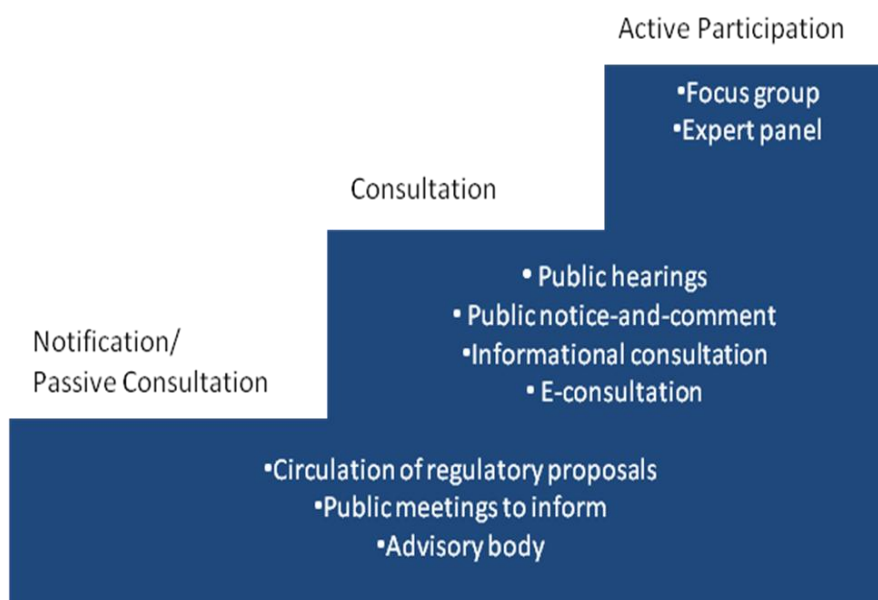 Active Participation
•Focus group
•Expert panel
Consultation
• Public hearings
• Public notice-and-comment
•Informational consultation
• E-consultation
Notification/
Passive Consultation
•Circulation of regulatory proposals
•Public meetings to inform
•Advisory body